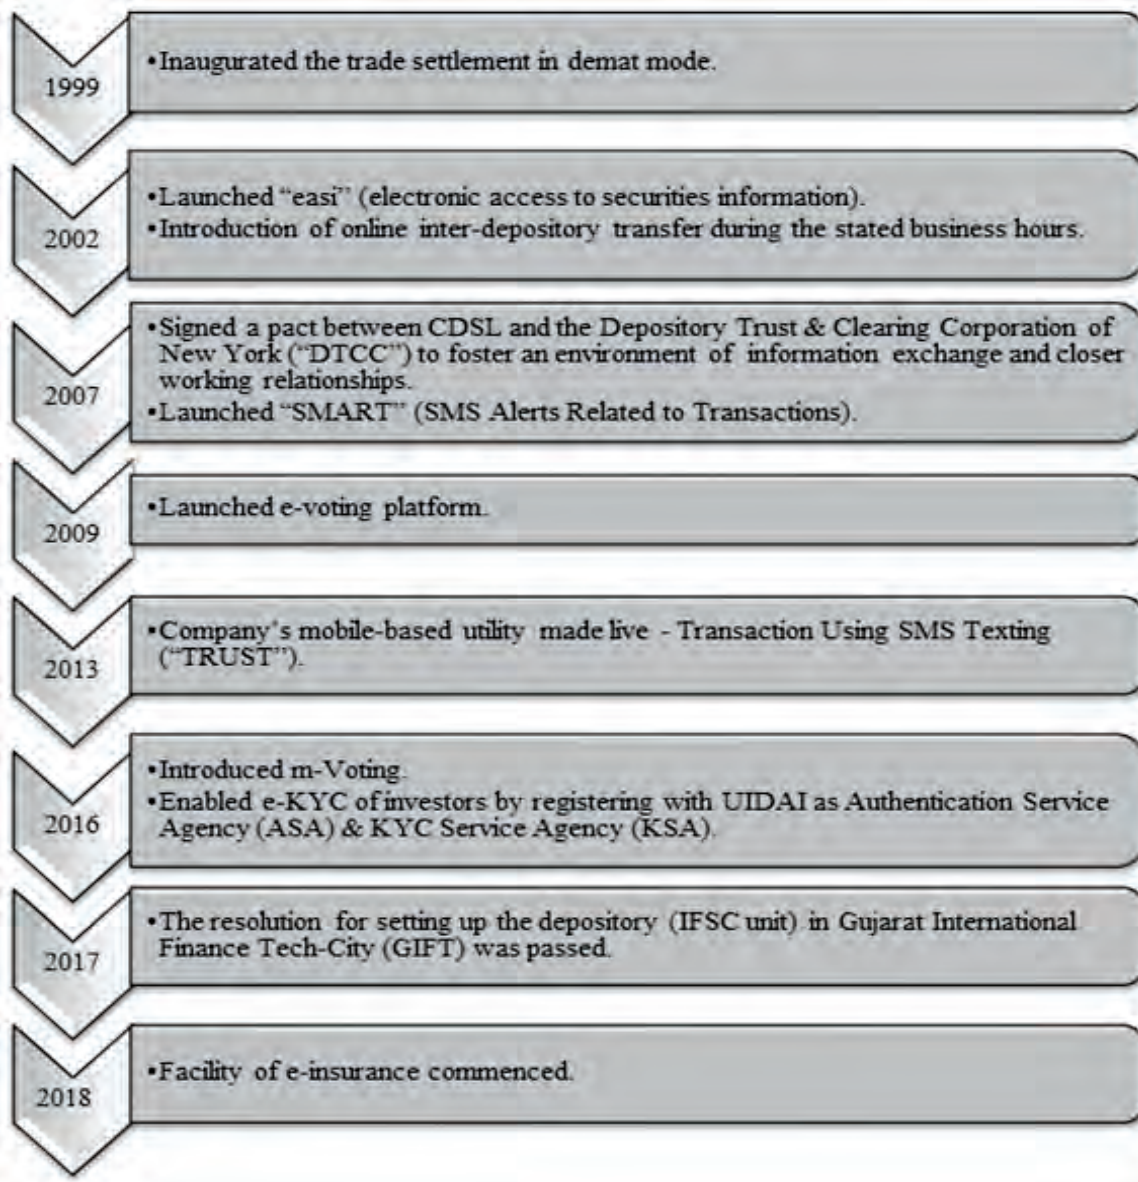 1999
•Inaugurated the trade settlement in demat mode.
2002
•Launched “easi” (electronic access to securities information).
•Introduction of online inter-depository transfer during the stated business hours.
2007
•Signed a pact between CDSL and the Depository Trust & Clearing Corporation of
New York (“DTCC”) to foster an environment of information exchange and closer
working relationships.
•Launched “SMART” (SMS Alerts Related to Transactions).
2009
•Launched e-voting platform.
2013
•Company’s mobile-based utility made live - Transaction Using SMS Texting
(“TRUST”).
2016
•Introduced m-Voting.
•Enabled e-KYC of investors by registering with UIDAI as Authentication Service
Agency (ASA) & KYC Service Agency (KSA).
2017
•The resolution for setting up the depository (IFSC unit) in Gujarat International
Finance Tech-City (GIFT) was passed.
2018
•Facility of e-insurance commenced.